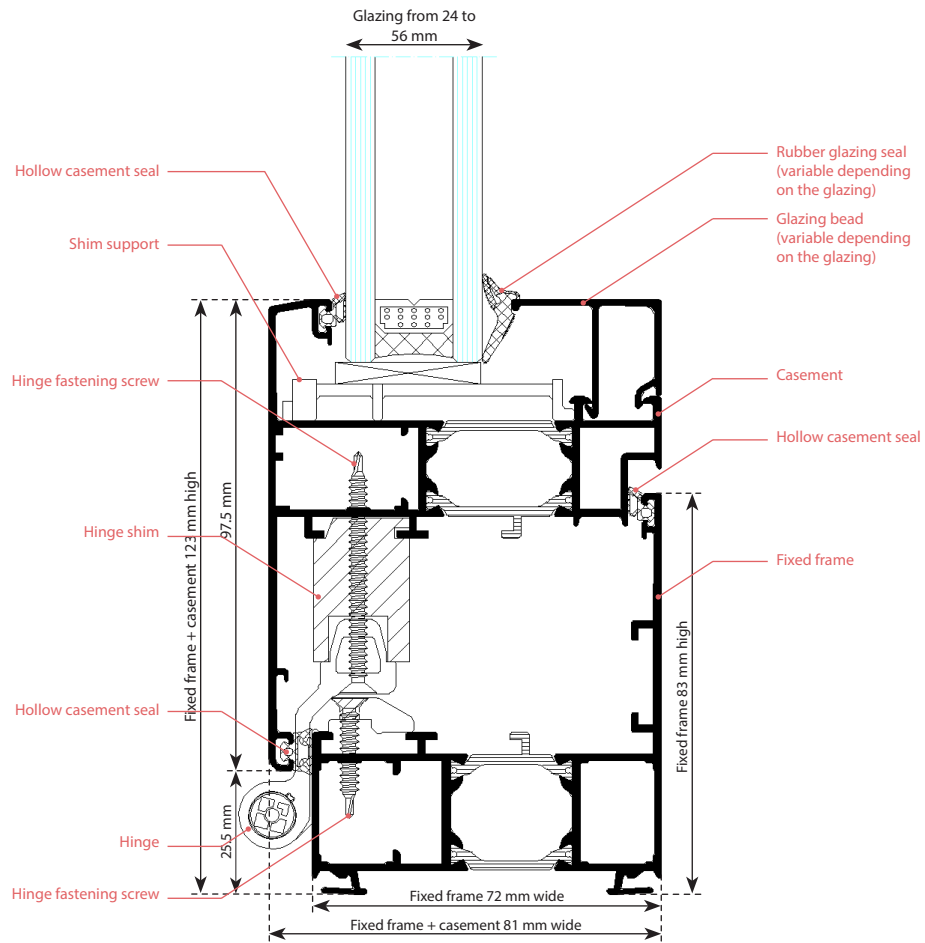 Glazing from 24 to
56 mm
Hollow casement seal
Shim support
Hinge fastening screw
Hinge shim
Hollow casement seal
Hinge
Hinge fastening screw
Fixed frame + casement 123 mm high
97.5 mm
25.5 mm
Rubber glazing seal
(variable depending
on the glazing)
Glazing bead
(variable depending
on the glazing)
Casement
Hollow casement seal
Fixed frame
Fixed frame 83 mm high
Fixed frame 72 mm wide
Fixed frame + casement 81 mm wide